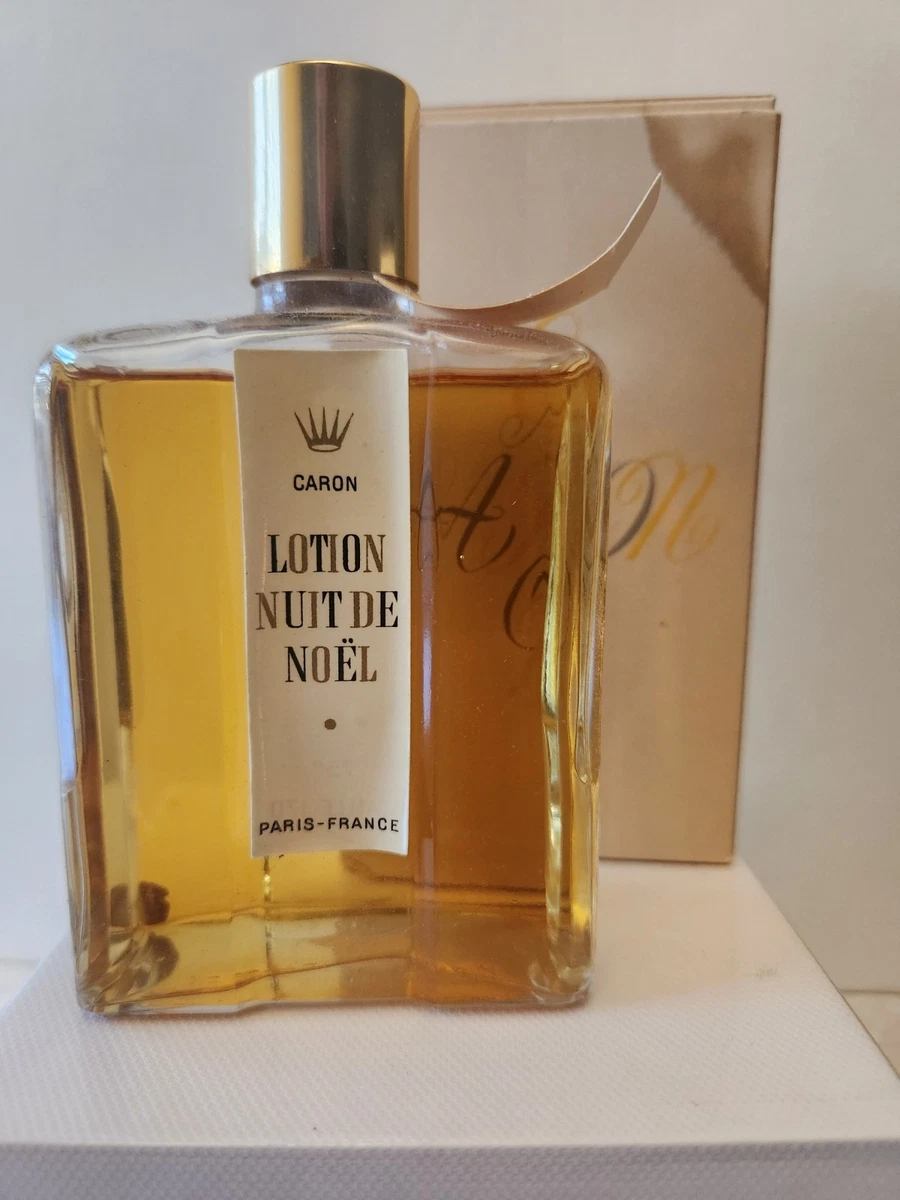 CARON
LOTION
NUIT DE
NOËL
PARIS-FRANCE